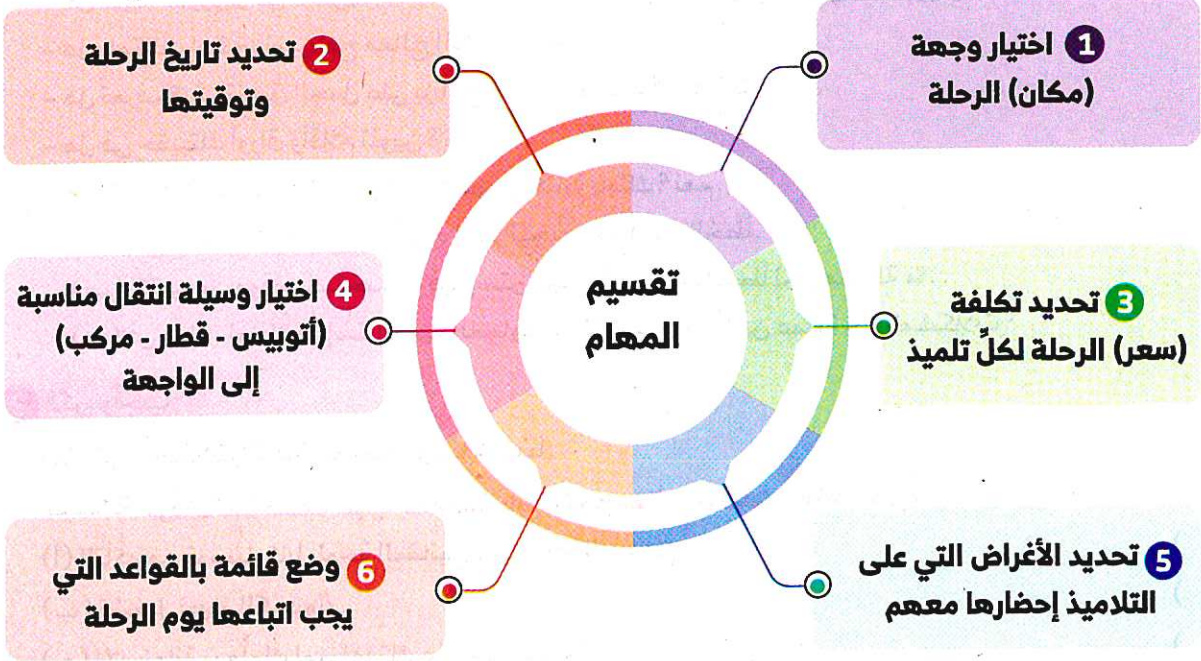 1 اختيار وجهة
(مكان) الرحلة
2 تحديد تاريخ الرحلة
وتوقيتها
تقسيم
المهام
3 تحديد تكلفة
(سعر) الرحلة لكلِّ تلميذ
4 اختيار وسيلة انتقال مناسبة
(أتوبيس - قطار - مركب)
إلى الواجهة
5 تحديد الأغراض التي على
التلاميذ إحضارها معهم
6 وضع قائمة بالقواعد التي
يجب اتباعها يوم الرحلة